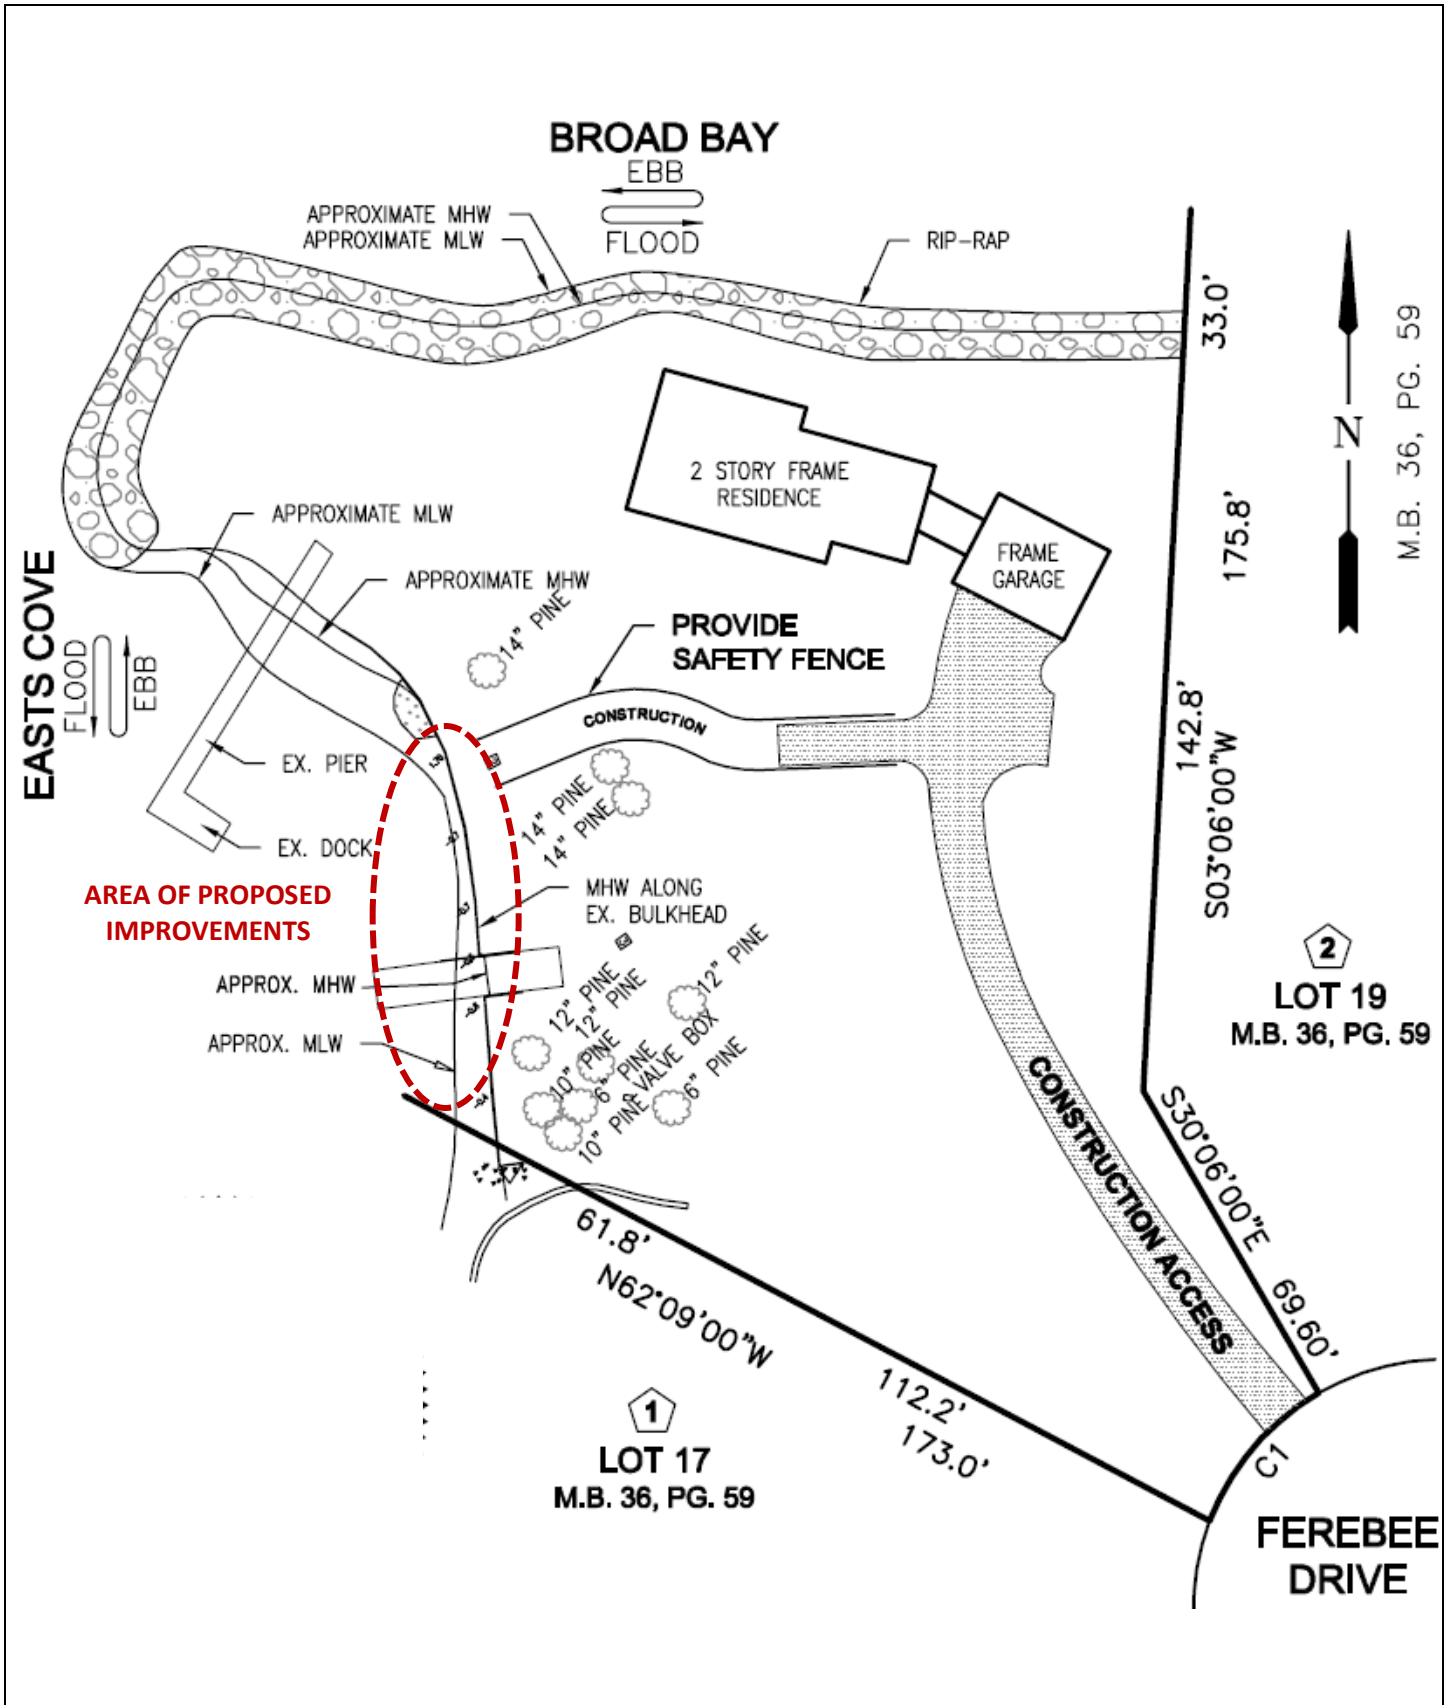 BROAD BAY
EBB
FLOOD
APPROXIMATE MHW
APPROXIMATE MLW
RIP-RAP
33.0'
M.B. 36, PG. 59
N
2 STORY FRAME
RESIDENCE
FRAME
GARAGE
175.8'
APPROXIMATE MLW
APPROXIMATE MHW
EASTS COVE
FLOOD
EBB
14" PINE
PROVIDE
SAFETY FENCE
CONSTRUCTION
142.8'
S03°06'00"W
EX. PIER
EX. DOCK
14" PINE
14" PINE
AREA OF PROPOSED
IMPROVEMENTS
MHW ALONG
EX. BULKHEAD
APPROX. MHW
APPROX. MLW
12" PINE
12" PINE
12" PINE
10" PINE
6" PINE
VALVE BOX
6" PINE
10" PINE
2
LOT 19
M.B. 36, PG. 59
CONSTRUCTION ACCESS
S30°06'00"E
69.60'
61.8'
N62°09'00"W
112.2'
173.0'
1
LOT 17
M.B. 36, PG. 59
C1
FEREBEE
DRIVE